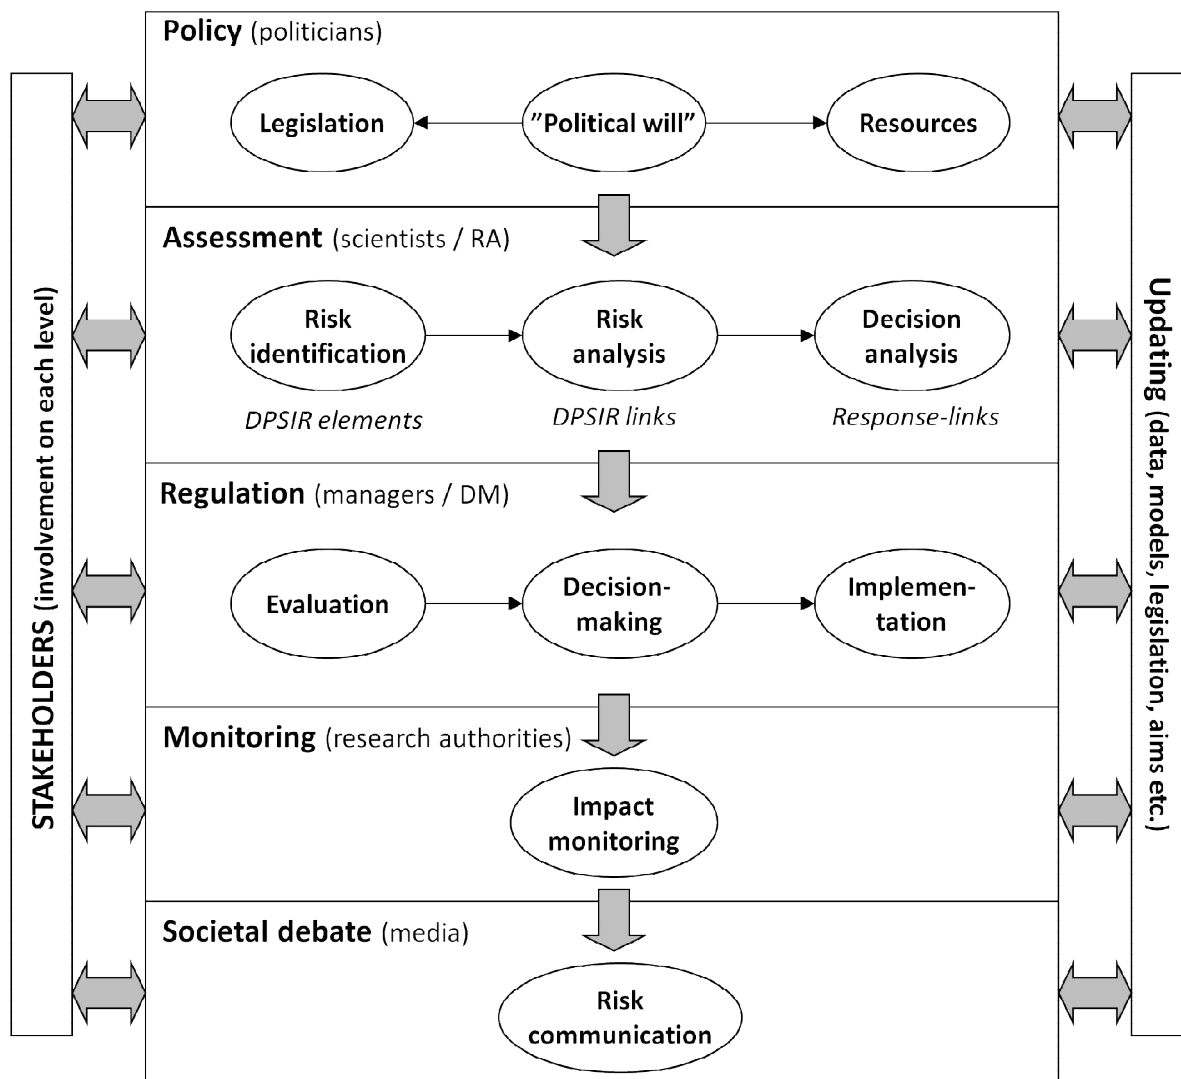 Policy (politicians)
Legislation
”Political will”
Resources
Assessment (scientists / RA)
Risk
identification
Risk
analysis
Decision
analysis
DPSIR elements
DPSIR links
Response-links
Regulation (managers / DM)
Evaluation
Decision-
making
Implemen-
tation
Monitoring (research authorities)
Impact
monitoring
Societal debate (media)
Risk
communication
STAKEHOLDERS (involvement on each level)
Updating (data, models, legislation, aims etc.)